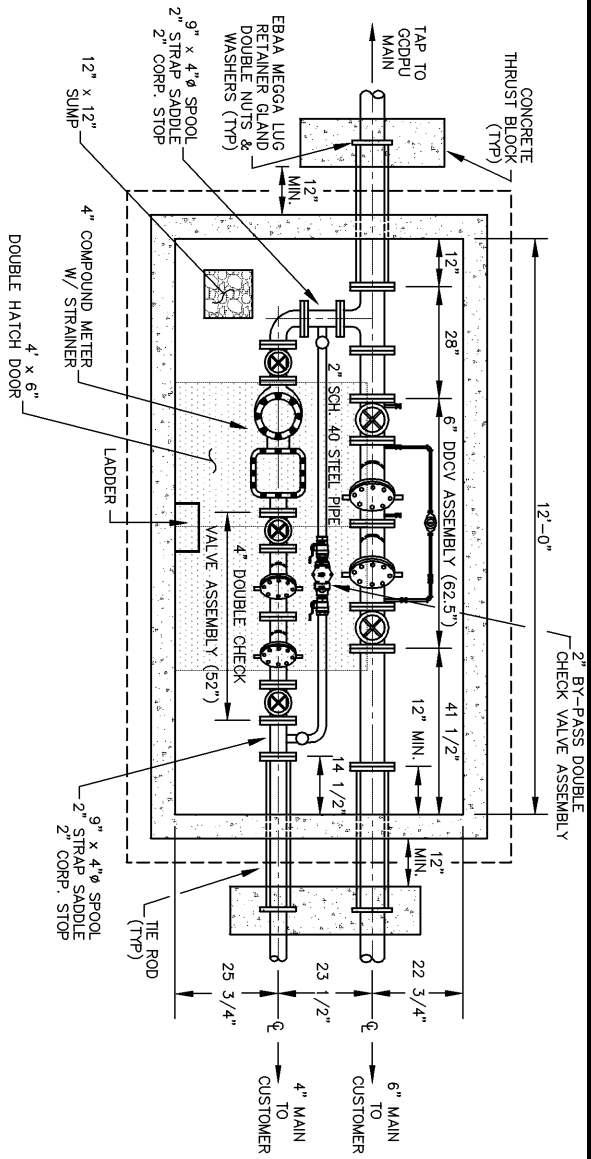 TAP TO
GCDPU
MAIN
CONCRETE
THRUST BLOCK
(TYP)
EBAA MEGGA LUG
RETAINER GLAND
DOUBLE NUTS &
WASHERS (TYP)
9" x 4"ø SPOOL
2" STRAP SADDLE
2" CORP. STOP
12" x 12"
SUMP
4" COMPOUND METER
W/ STRAINER
4' x 6'
DOUBLE HATCH DOOR
LADDER
12"
MIN.
12'-0"
12"
28"
6" DDCV ASSEMBLY (62.5")
41 1/2"
12" MIN.
2" SCH. 40 STEEL PIPE
4" DOUBLE CHECK
VALVE ASSEMBLY (52")
14 1/2"
2" BY-PASS DOUBLE
CHECK VALVE ASSEMBLY
12"
MIN.
9" x 4"ø SPOOL
2" STRAP SADDLE
2" CORP. STOP
TIE ROD
(TYP)
22
3/4"
23
1/2"
25
3/4"
℄
℄
6" MAIN
TO
CUSTOMER
4" MAIN
TO
CUSTOMER